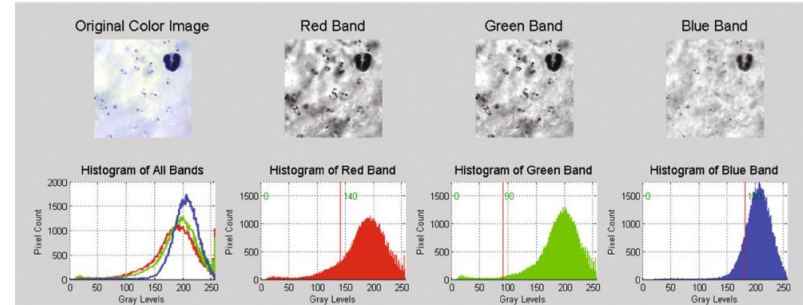 Original Color Image
Red Band
Green Band
Blue Band
Histogram of All Bands
2000
1500
1000
500
0
0 50 100 150 200 250
Pixel Count
Gray Levels
Histogram of Red Band
1500
1000
500
0
0 50 100 150 200 250
Pixel Count
Gray Levels
0
140
Histogram of Green Band
1500
1000
500
0
0 50 100 150 200 250
Pixel Count
Gray Levels
0
90
Histogram of Blue Band
1500
1000
500
0
0 50 100 150 200 250
Pixel Count
Gray Levels
0